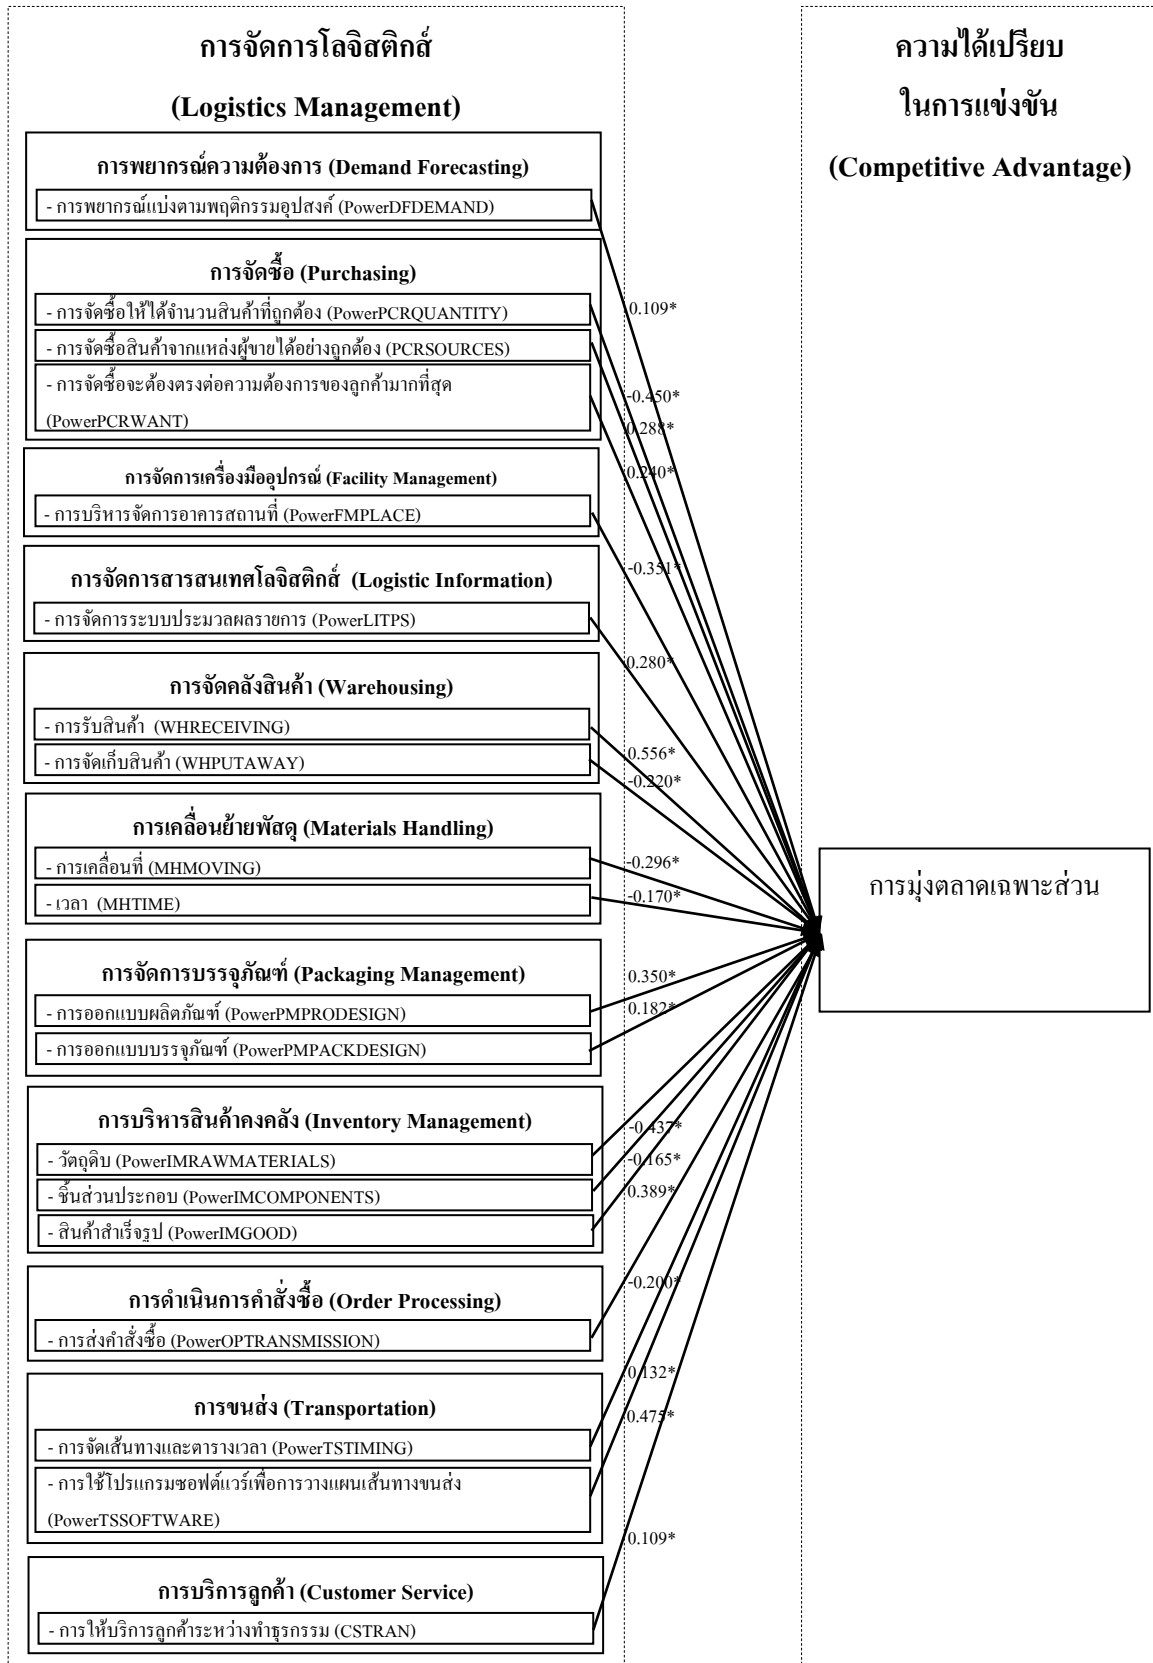 การจัดการโลจิสติกส์
(Logistics Management)
การพยากรณ์ความต้องการ (Demand Forecasting)
- การพยากรณ์แบ่งตามพฤติกรรมอุปสงค์ (PowerDFDEMAND)
การจัดซื้อ (Purchasing)
- การจัดซื้อให้ได้จำนวนสินค้าที่ถูกต้อง (PowerPCRQUANTITY)
- การจัดซื้อสินค้าจากแหล่งผู้ขายได้อย่างถูกต้อง (PCRSOURCES)
- การจัดซื้อจะต้องตรงต่อความต้องการของลูกค้ามากที่สุด
(PowerPCRWANT)
การจัดการเครื่องมืออุปกรณ์ (Facility Management)
- การบริหารจัดการอาคารสถานที่ (PowerFMPLACE)
การจัดการสารสนเทศโลจิสติกส์ (Logistic Information)
- การจัดการระบบประมวลผลรายการ (PowerLITPS)
การจัดคลังสินค้า (Warehousing)
- การรับสินค้า (WHRECEIVING)
- การจัดเก็บสินค้า (WHPUTAWAY)
การเคลื่อนย้ายพัสดุ (Materials Handling)
- การเคลื่อนที่ (MHMOVING)
- เวลา (MHTIME)
การจัดการบรรจุภัณฑ์ (Packaging Management)
- การออกแบบผลิตภัณฑ์ (PowerPMPRODESIGN)
- การออกแบบบรรจุภัณฑ์ (PowerPMPACKDESIGN)
การบริหารสินค้าคงคลัง (Inventory Management)
- วัตถุดิบ (PowerIMRAWMATERIALS)
- ชิ้นส่วนประกอบ (PowerIMCOMPONENTS)
- สินค้าสำเร็จรูป (PowerIMGOOD)
การดำเนินการคำสั่งซื้อ (Order Processing)
- การส่งคำสั่งซื้อ (PowerOPTRANSMISSION)
การขนส่ง (Transportation)
- การจัดเส้นทางและตารางเวลา (PowerTSTIMING)
- การใช้โปรแกรมซอฟต์แวร์เพื่อการวางแผนเส้นทางขนส่ง
(PowerTSSOFTWARE)
การบริการลูกค้า (Customer Service)
- การให้บริการลูกค้าระหว่างทำธุรกรรม (CSTRAN)
0.109*
-0.450*
0.288*
0.240*
-0.351*
0.280*
0.556*
-0.220*
-0.296*
-0.170*
0.350*
0.182*
-0.437*
-0.165*
0.389*
-0.200*
0.132*
0.475*
0.109*
ความได้เปรียบ
ในการแข่งขัน
(Competitive Advantage)
การมุ่งตลาดเฉพาะส่วน